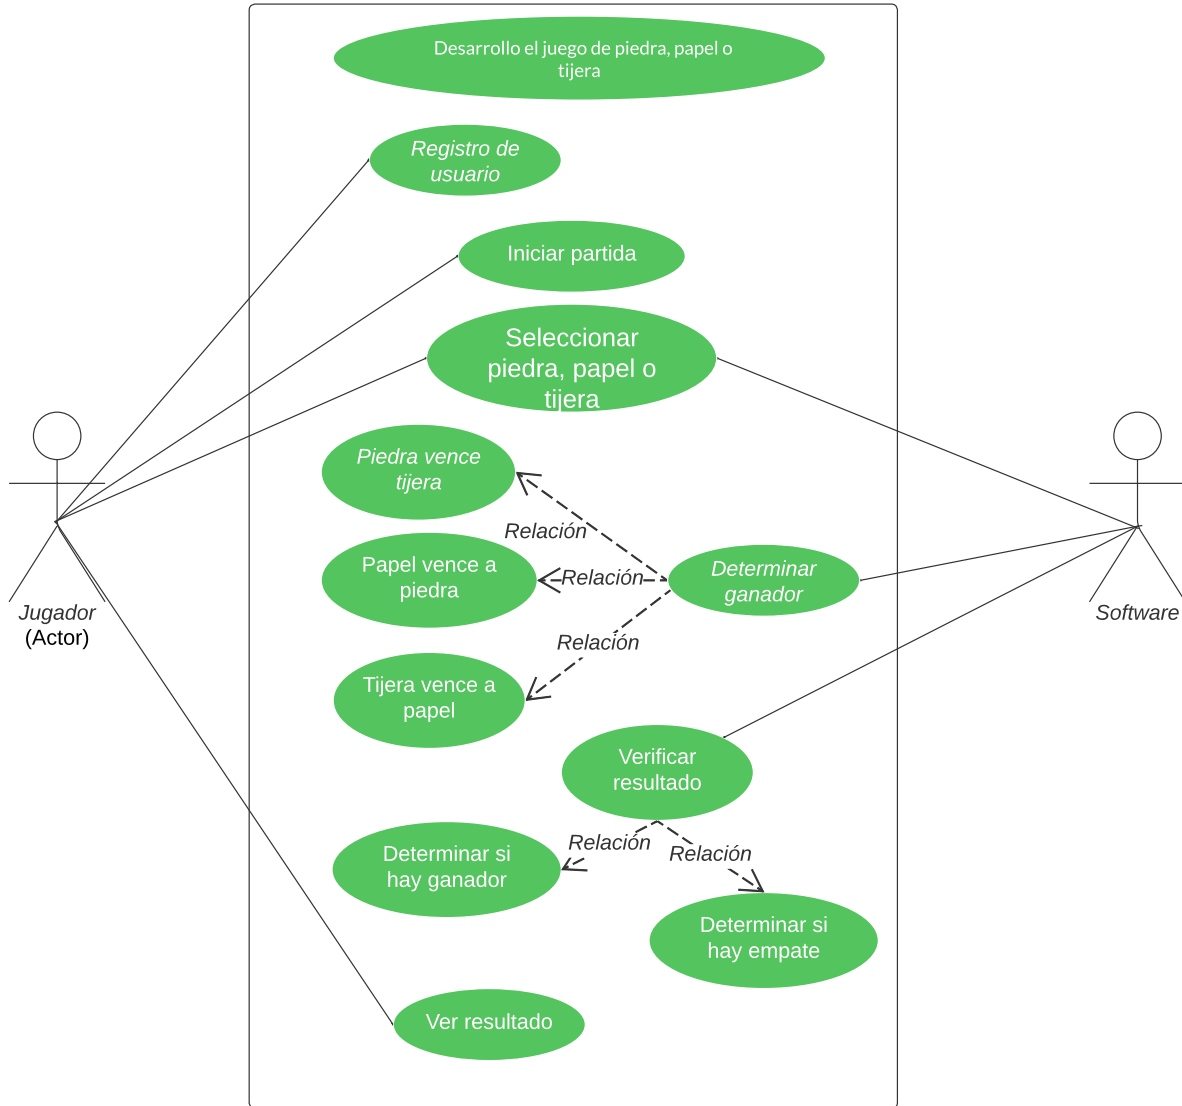 Desarrollo el juego de piedra, papel o
tijera
Registro de
usuario
Iniciar partida
Seleccionar
piedra, papel o
tijera
Piedra vence
tijera
Relación
Papel vence a
piedra
Relación
Determinar
ganador
Jugador
(Actor)
Software
Relación
Tijera vence a
papel
Verificar
resultado
Relación
Relación
Determinar si
hay ganador
Determinar si
hay empate
Ver resultado